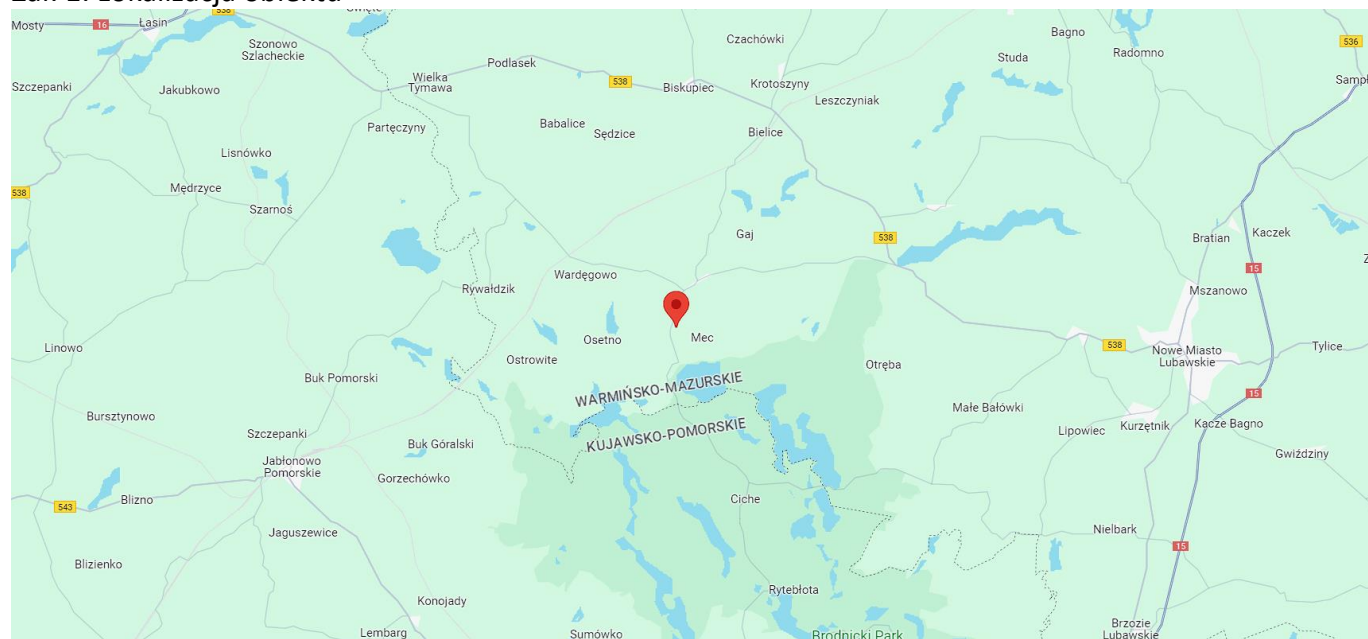 Mosty
16
Łasin
538
Święte
Szonowo
Szlacheckie
Czachówki
Bagno
Radomno
536
Studa
Podlasek
Wielka
Tymawa
538
Biskupiec
Krotoszyny
Szczepanki
Jakubkowo
Leszczyniak
Babalice
Sędzice
Bielice
Partęczyny
Lisnówko
Mędrzyce
538
Szarnoś
Gaj
538
Bratian
Kaczek
Wardęgowo
15
Rywałdzik
Mszanowo
Osetno
Mec
538
Linowo
Ostrowite
Otręba
Nowe Miasto
Lubawskie
Tylice
Buk Pomorski
WARMIŃSKO-MAZURSKIE
15
Bursztynowo
Małe Bałówki
Szczepanki
KUJAWSKO-POMORSKIE
Lipowiec
Kurzętnik
Kacze Bagno
Buk Góralski
Jabłonowo
Pomorskie
Gwiździny
Gorzechówko
Blizno
543
Ciche
Jaguszewice
Nielbark
15
Blizienko
Rytebłota
Konojady
Lembarg
Sumówko
Brodnicki Park
Brzozie
Lubawskie